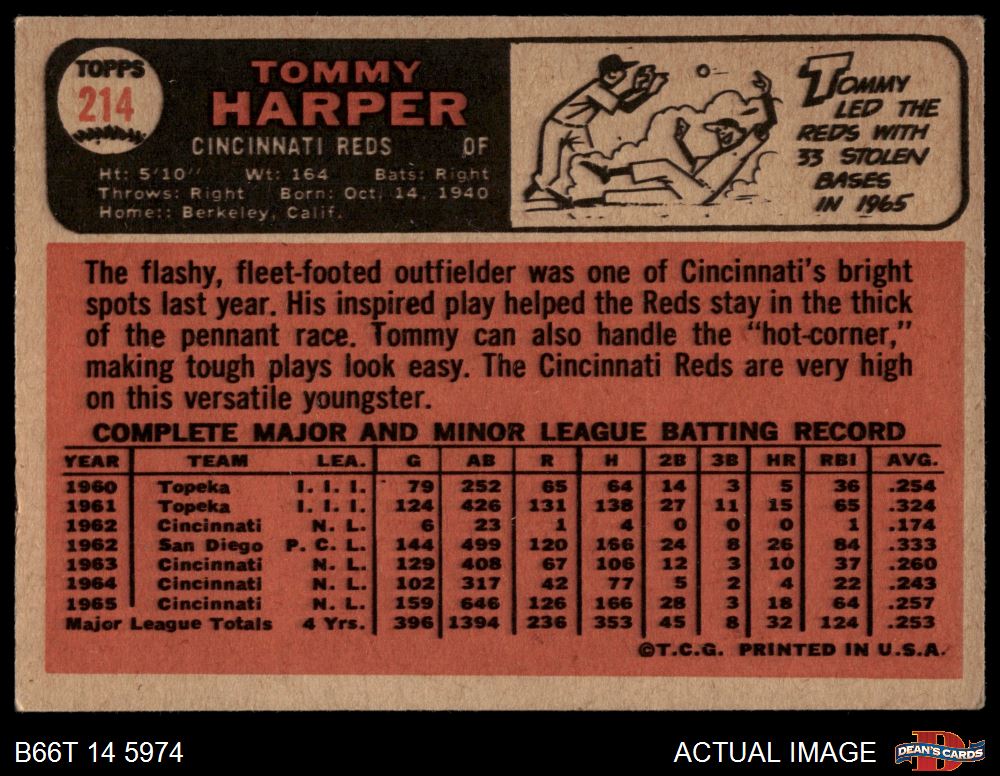 TOPPS
214
TOMMY
HARPER
CINCINNATI REDS OF
Ht: 5'10" Wt: 164 Bats: Right
Throws: Right Born: Oct. 14, 1940
Home:: Berkeley, Calif.
TOMMY
LED THE
REDS WITH
33 STOLEN
BASES
IN 1965
The flashy, fleet-footed outfielder was one of Cincinnati's bright
spots last year. His inspired play helped the Reds stay in the thick
of the pennant race. Tommy can also handle the "hot-corner,"
making tough plays look easy. The Cincinnati Reds are very high
on this versatile youngster.
COMPLETE MAJOR AND MINOR LEAGUE BATTING RECORD
YEAR TEAM LEA. G AB R H 2B 3B HR RBI AVG.
1960 Topeka I. I. I. 79 252 65 64 14 3 5 36 .254
1961 Topeka I. I. I. 124 426 131 138 27 11 15 65 .324
1962 Cincinnati N. L. 6 23 1 4 0 0 0 1 .174
1962 San Diego P. C. L. 144 499 120 166 24 8 26 84 .333
1963 Cincinnati N. L. 129 408 67 106 12 3 10 37 .260
1964 Cincinnati N. L. 102 317 42 77 5 2 4 22 .243
1965 Cincinnati N. L. 159 646 126 166 28 3 18 64 .257
Major League Totals 4 Yrs. 396 1394 236 353 45 8 32 124 .253
©T.C.G. PRINTED IN U.S.A.
B66T 14 5974
ACTUAL IMAGE
DEAN'S CARDS